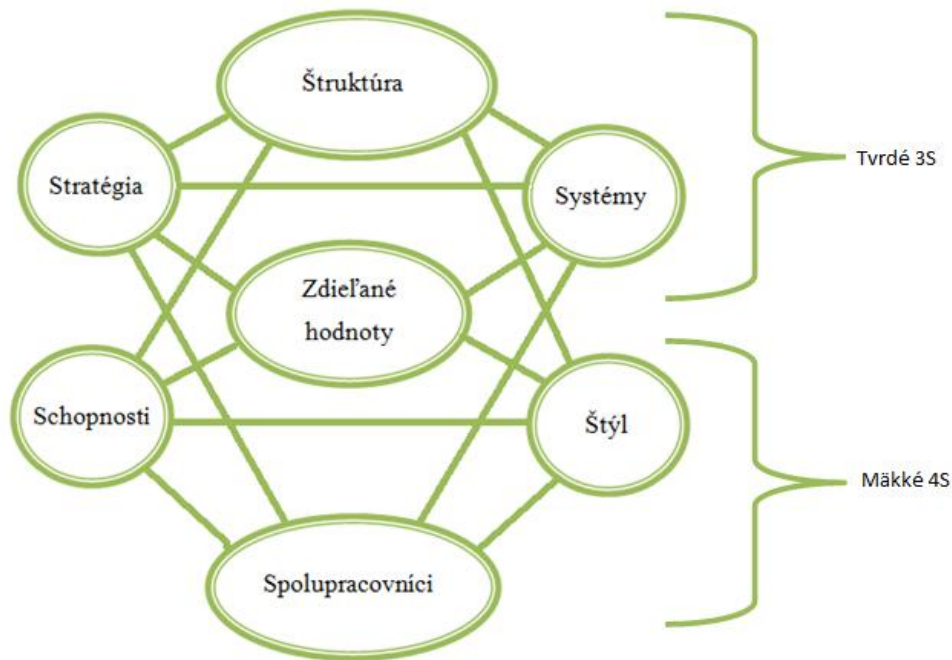 Štruktúra
Stratégia
Systémy
Tvrdé 3S
Zdieľané
hodnoty
Schopnosti
Štýl
Mäkké 4S
Spolupracovníci